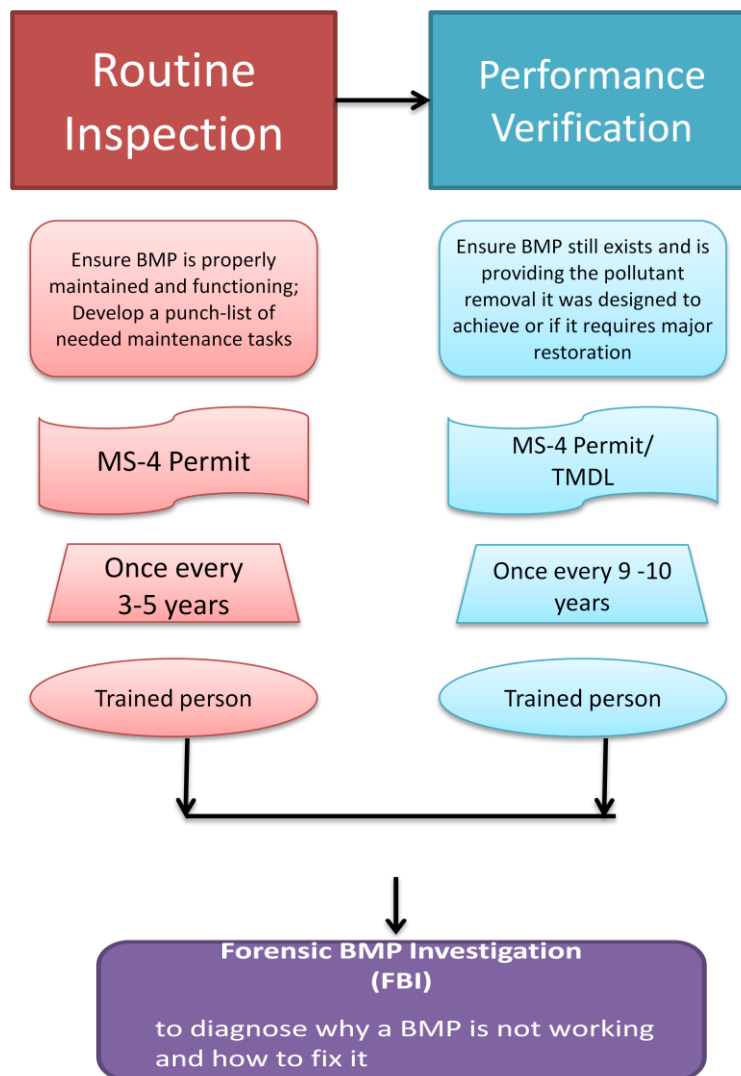 Routine
Inspection
Performance
Verification
Ensure BMP is properly
maintained and functioning;
Develop a punch-list of
needed maintenance tasks
Ensure BMP still exists and is
providing the pollutant
removal it was designed to
achieve or if it requires major
restoration
MS-4 Permit
MS-4 Permit/
TMDL
Once every
3-5 years
Once every 9 -10
years
Trained person
Trained person
Forensic BMP Investigation
(FBI)
to diagnose why a BMP is not working
and how to fix it